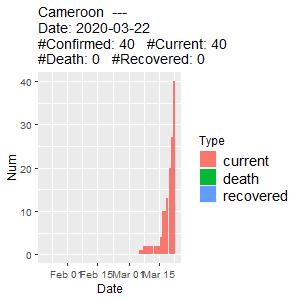 Cameroon  ---
Date: 2020-03-22
#Confirmed: 40   #Current: 40
#Death: 0   #Recovered: 0
40
30
20
10
0
Num
Feb 01 Feb 15 Mar 01 Mar 15
Date
Type
current
death
recovered